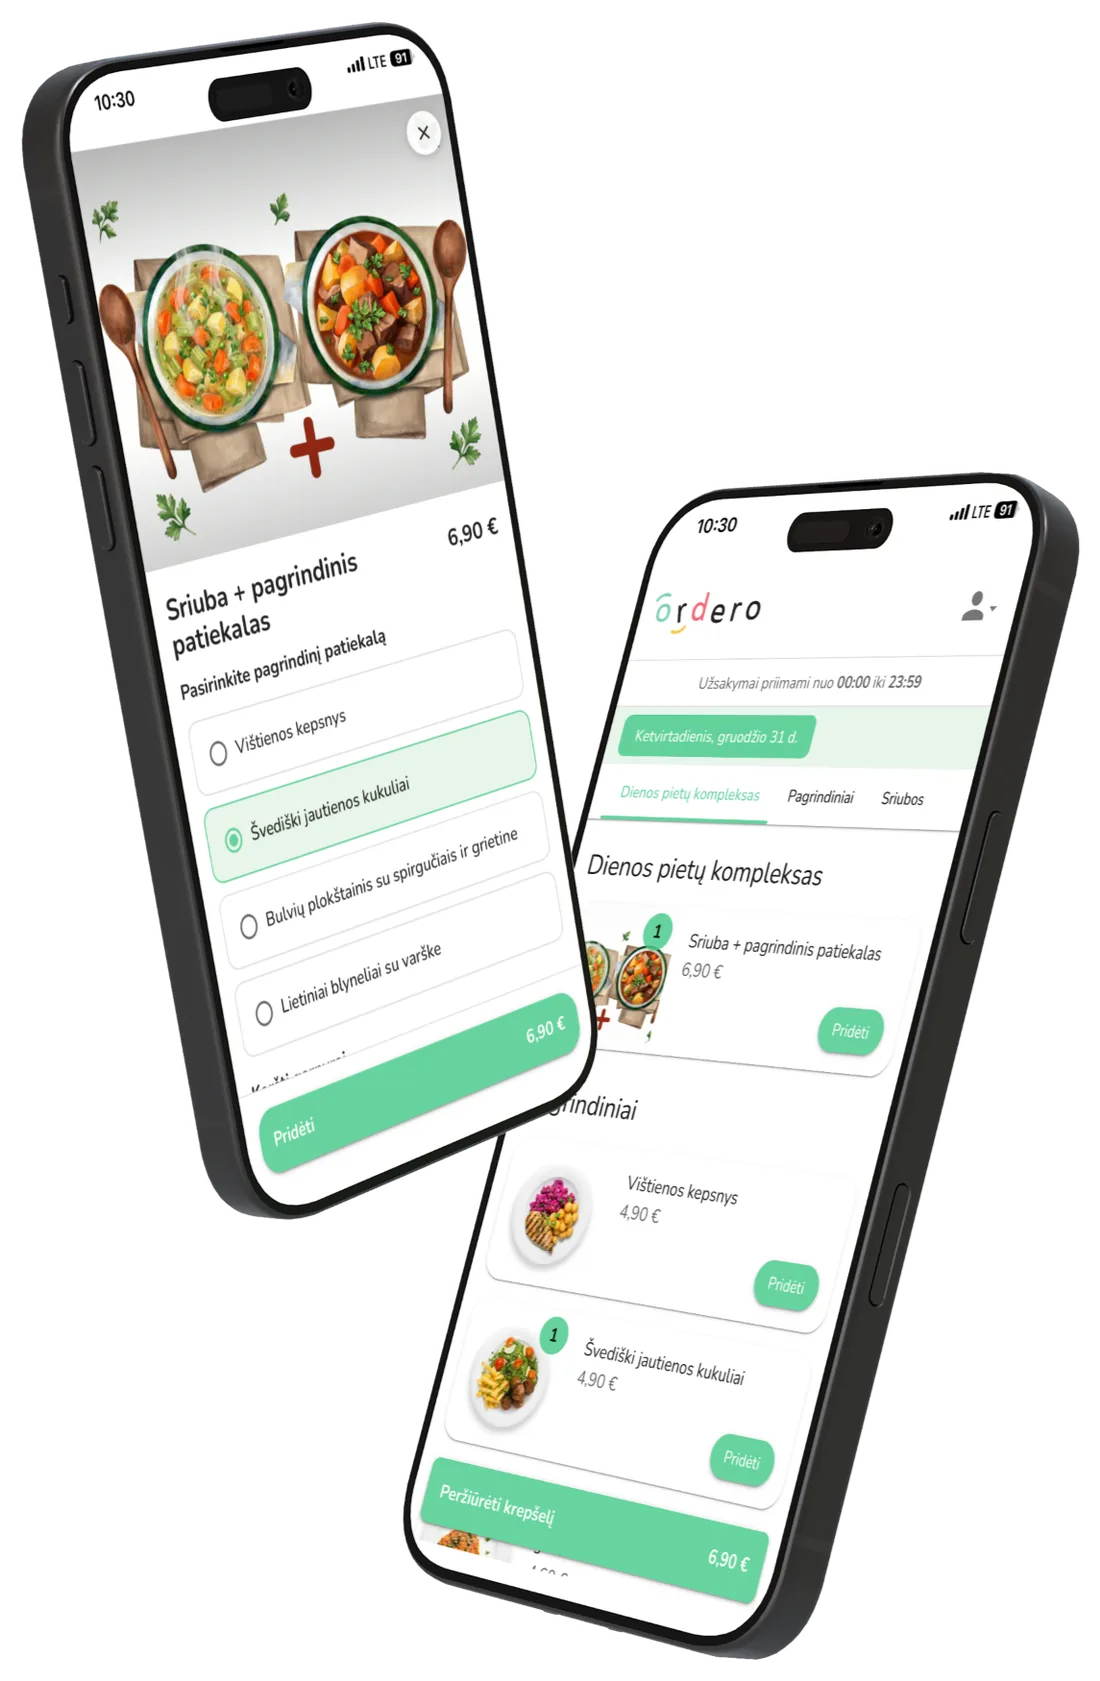 10:30
LTE 91
6,90 €
Sriuba + pagrindinis
patiekalas
Pasirinkite pagrindinį patiekalą
Vištienos kepsnys
Švediški jautienos kukuliai
Bulvių plokštainis su spirgučiais ir grietine
Lietiniai blyneliai su varške
Pridėti
6,90 €
10:30
LTE 91
ordero
Užsakymai priimami nuo 00:00 iki 23:59
Ketvirtadienis, gruodžio 31 d.
Dienos pietų kompleksas
Pagrindiniai
Sriubos
Dienos pietų kompleksas
1
Sriuba + pagrindinis patiekalas
6,90 €
Pridėti
Vištienos kepsnys
4,90 €
Pridėti
1
Švediški jautienos kukuliai
4,90 €
Pridėti
Peržiūrėti krepšelį
6,90 €